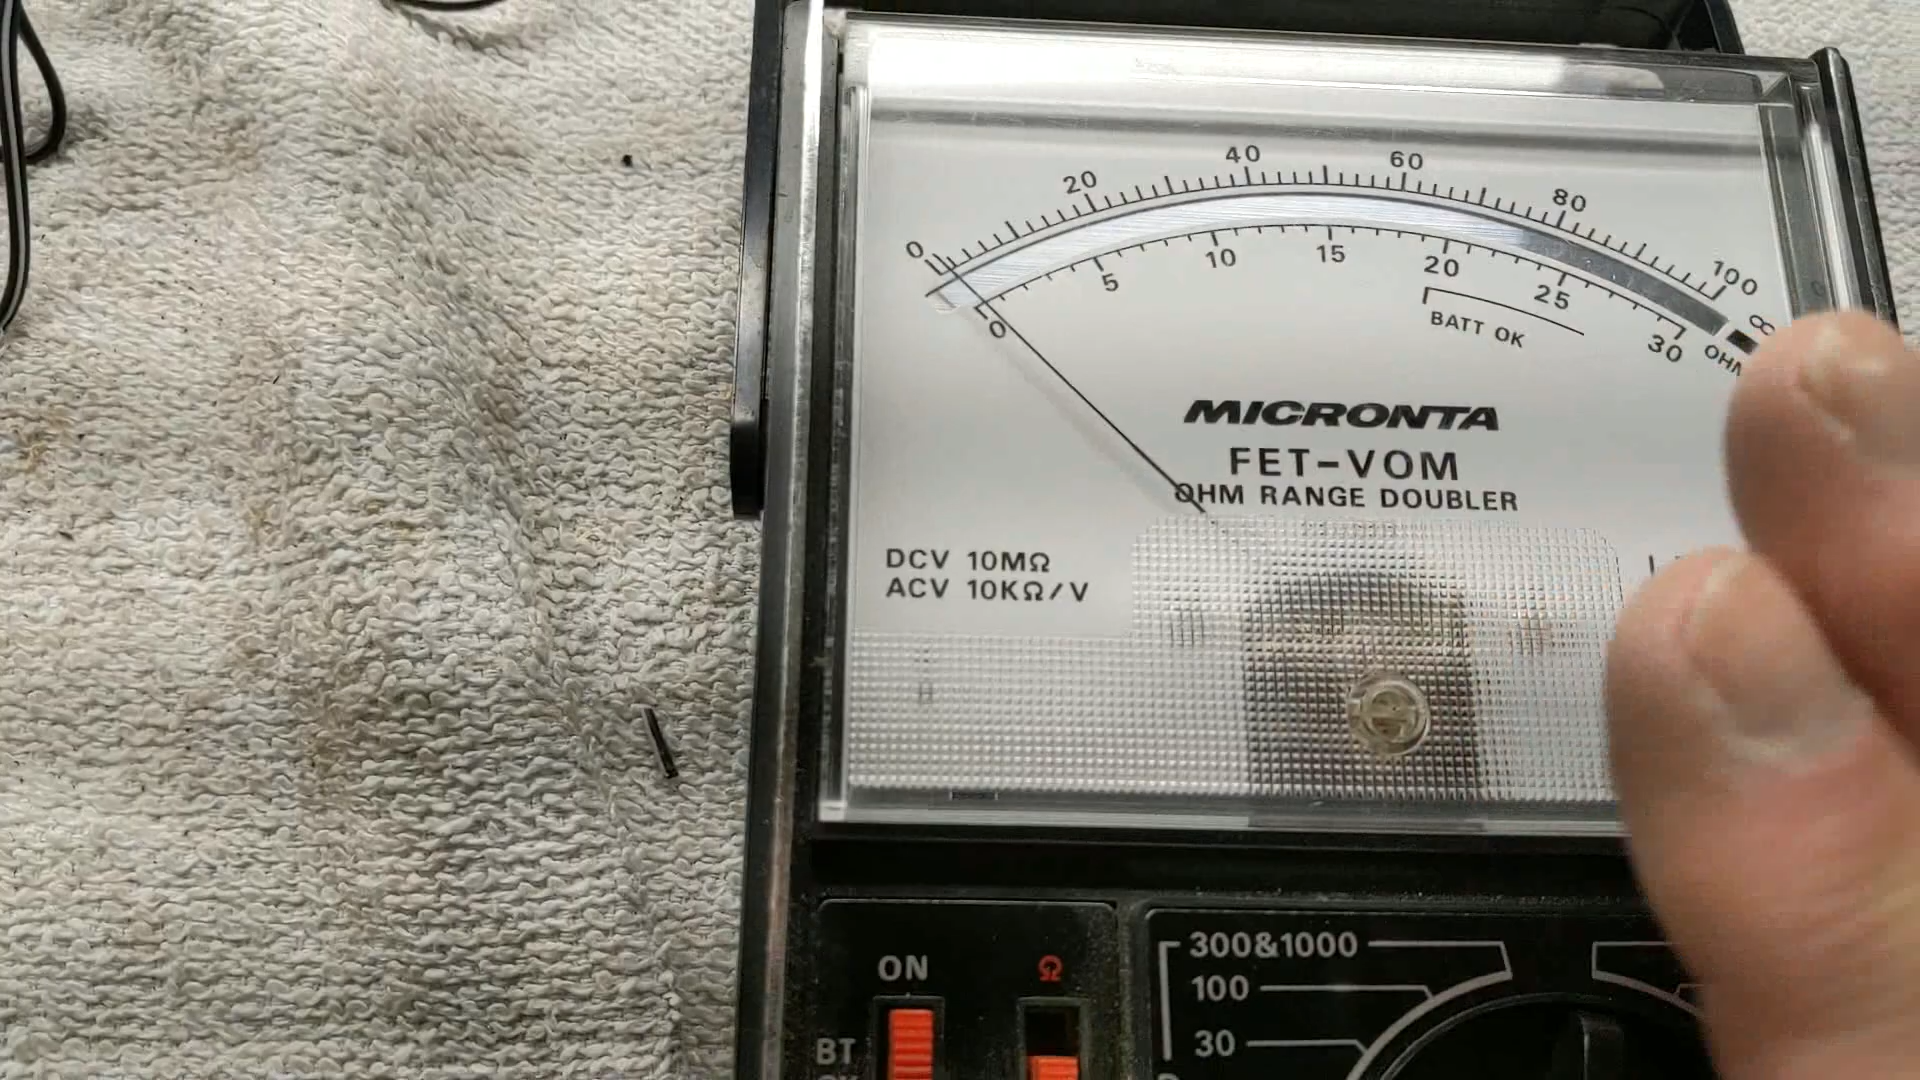 0 20 40 60 80 100
0 5 10 15 20 25 30
∞
OHM
BATT OK
MICRONTA
FET-VOM
OHM RANGE DOUBLER
DCV 10MΩ
ACV 10KΩ/V
ON
Ω
BT
300&1000
100
30